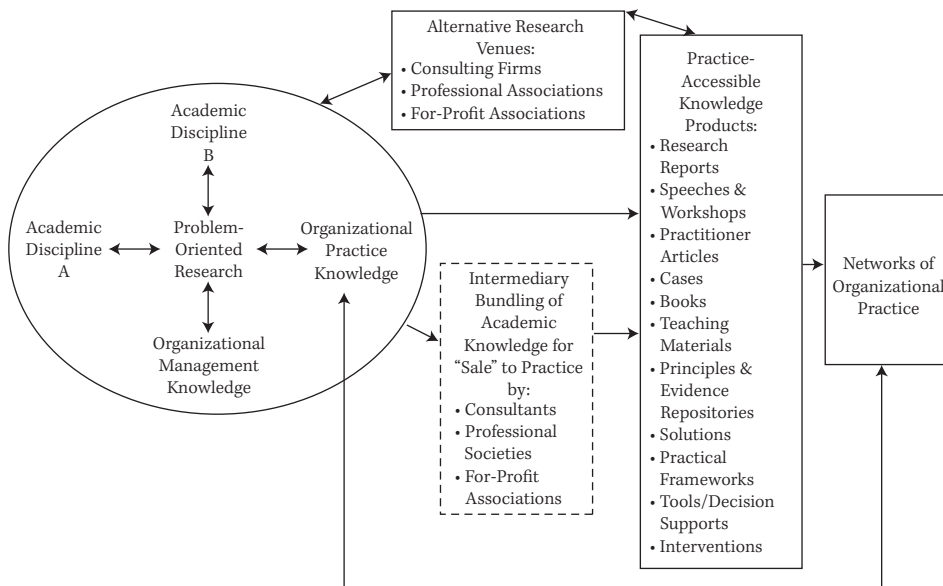 Alternative Research
Venues:
• Consulting Firms
• Professional Associations
• For-Profit Associations
Academic
Discipline
B
Academic
Discipline
A
Problem-
Oriented
Research
Organizational
Practice
Knowledge
Organizational
Management
Knowledge
Intermediary
Bundling of
Academic
Knowledge for
“Sale” to Practice
by:
• Consultants
• Professional
Societies
• For-Profit
Associations
Practice-
Accessible
Knowledge
Products:
• Research
Reports
• Speeches &
Workshops
• Practitioner
Articles
• Cases
• Books
• Teaching
Materials
• Principles &
Evidence
Repositories
• Solutions
• Practical
Frameworks
• Tools/Decision
Supports
• Interventions
Networks of
Organizational
Practice